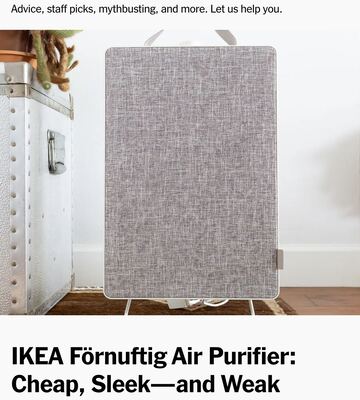 Advice, staff picks, mythbusting, and more. Let us help you.
IKEA Förnuftig Air Purifier:
Cheap, Sleek—and Weak